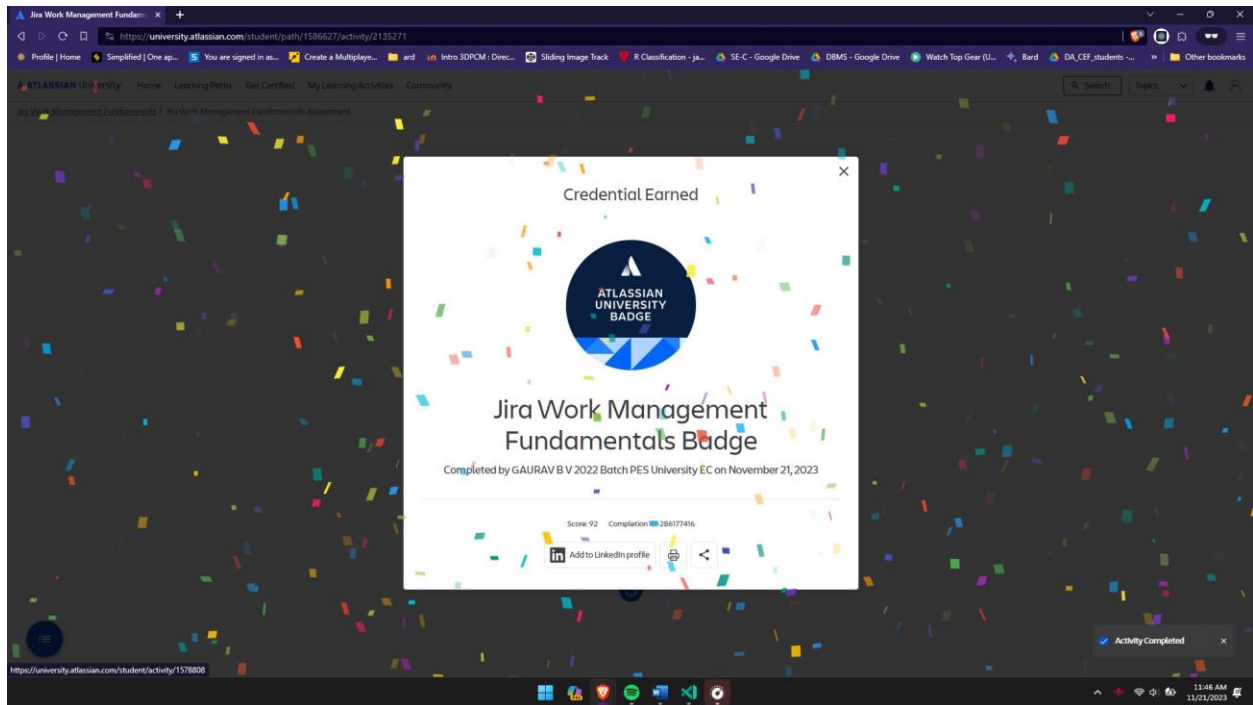 Jira Work Management Fundam
https://university.atlassian.com/student/path/1586627/activity/2135271
Profile | Home
Simplified | One ap...
You are signed in as...
Create a Multiplaye...
ard
Intro 3DPCM : Direc...
Sliding Image Track
R Classification - ja...
SE-C - Google Drive
DBMS - Google Drive
Watch Top Gear (U...
Bard
DA_CEF_students -...
Other bookmarks
ATLASSIAN University
Home
Learning Paths
Get Certified
My Learning Activities
Community
Search
Topics
Jira Work Management Fundamentals / Jira Work Management Fundamentals Assessment
Credential Earned
ATLASSIAN
UNIVERSITY
BADGE
Jira Work Management
Fundamentals Badge
Completed by GAURAV B V 2022 Batch PES University EC on November 21, 2023
Score: 92 Completion ID: 286177416
in Add to LinkedIn profile
Activity Completed
https://university.atlassian.com/student/activity/1578808
11:46 AM
11/21/2023